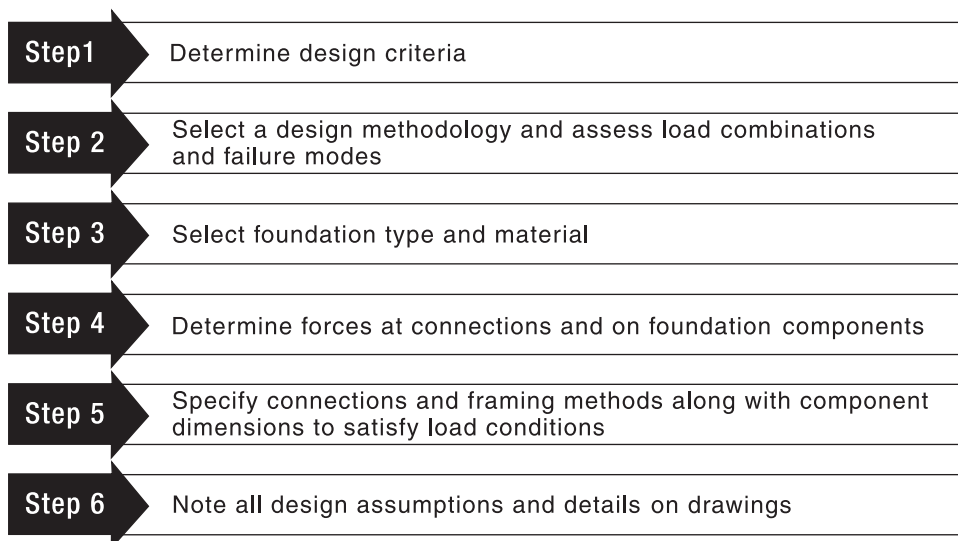 Step1
Determine design criteria
Step 2
Select a design methodology and assess load combinations
and failure modes
Step 3
Select foundation type and material
Step 4
Determine forces at connections and on foundation components
Step 5
Specify connections and framing methods along with component
dimensions to satisfy load conditions
Step 6
Note all design assumptions and details on drawings